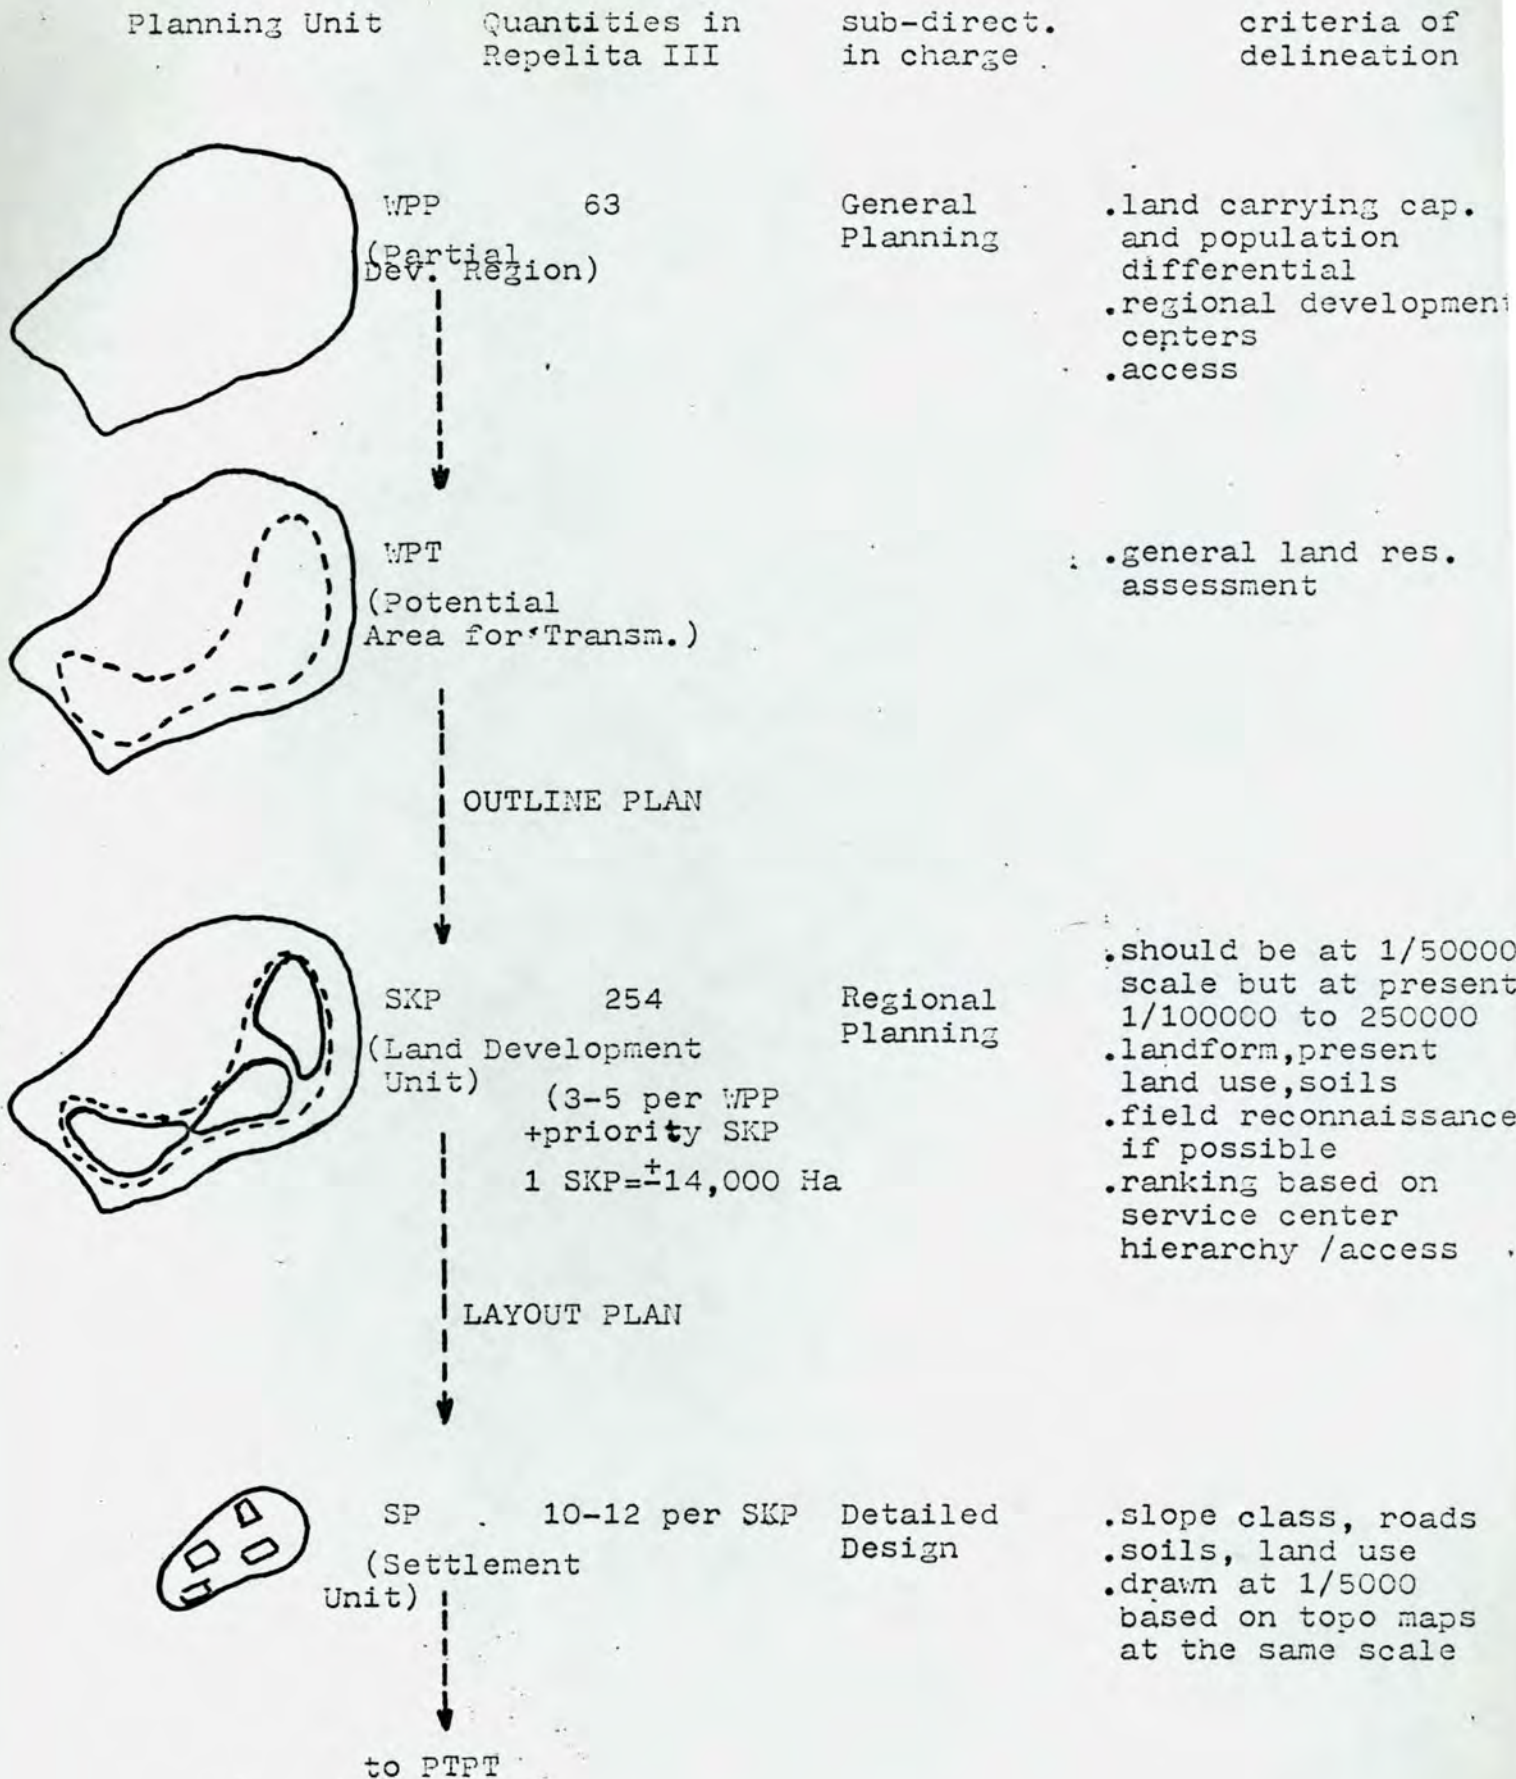 Planning Unit Quantities in sub-direct. criteria of
Repelita III in charge . delineation
WPP 63 General .land carrying cap.
(Partial Planning and population
Dev. Region) differential
.regional development
centers
.access
WPT .general land res.
(Potential assessment
Area for Transm.)
OUTLINE PLAN
.should be at 1/50000
SKP 254 Regional scale but at present
(Land Development Planning 1/100000 to 250000
Unit) .landform,present
land use,soils
(3-5 per WPP .field reconnaissance
+priority SKP if possible
1 SKP=±14,000 Ha .ranking based on
service center
hierarchy /access
LAYOUT PLAN
SP . 10-12 per SKP Detailed .slope class, roads
(Settlement Design .soils, land use
Unit) .drawn at 1/5000
based on topo maps
at the same scale
to PTPT